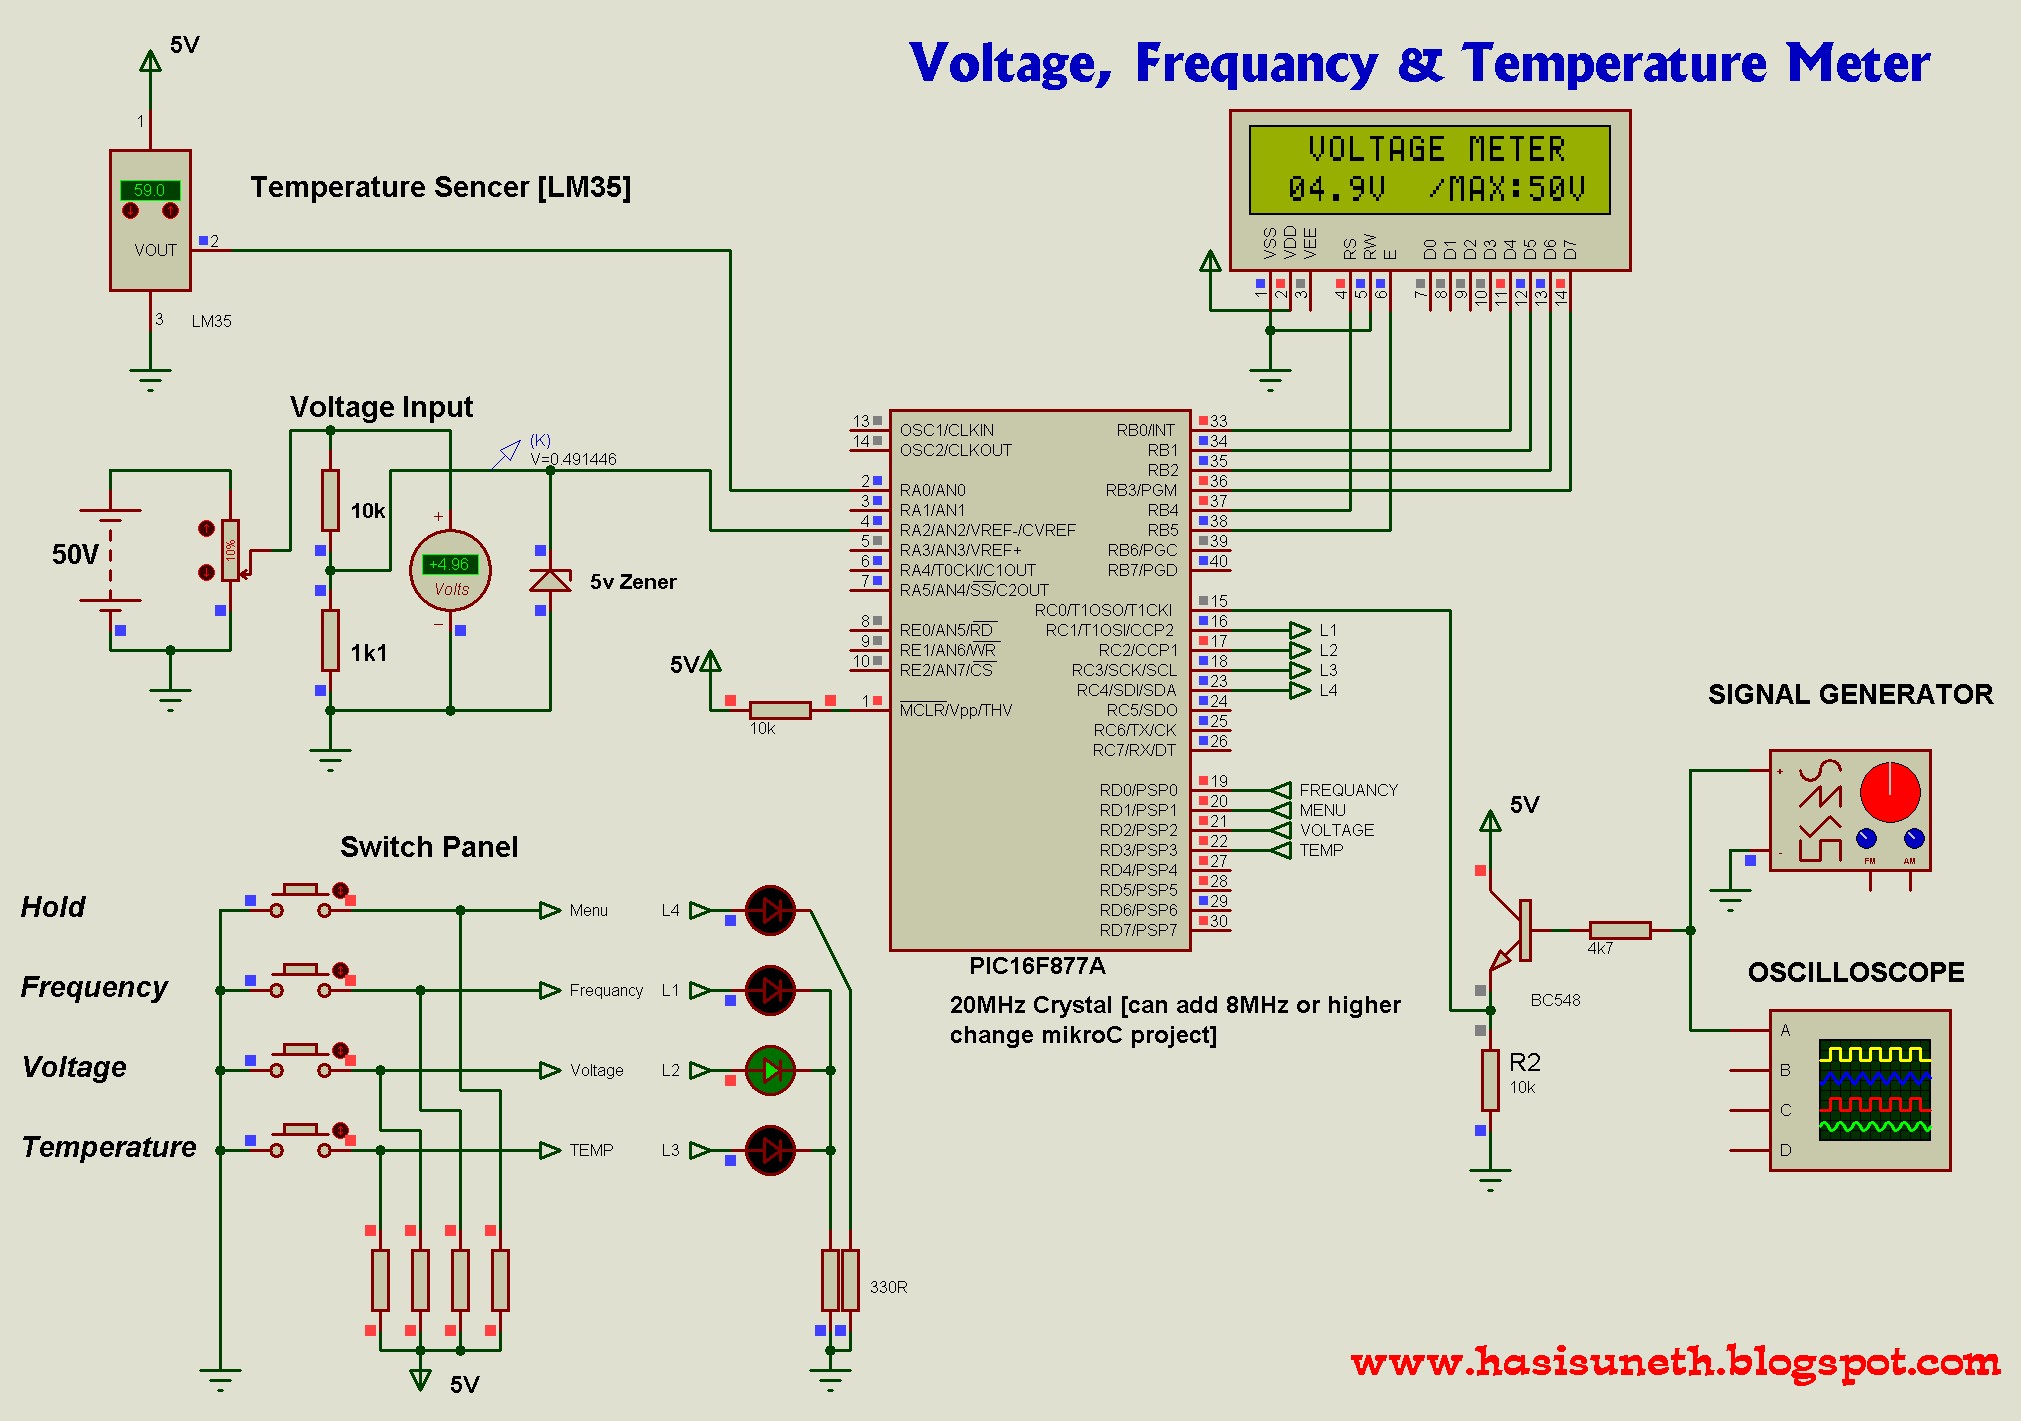 Voltage, Frequancy & Temperature Meter
5V
1
59.0
VOUT
2
3
LM35
Temperature Sencer [LM35]
VOLTAGE METER
04.9V /MAX:50V
VSS VDD VEE RS RW E D0 D1 D2 D3 D4 D5 D6 D7
1 2 3 4 5 6 7 8 9 10 11 12 13 14
Voltage Input
(K)
V=0.491446
50V
10%
10k
1k1
+
+4.96
Volts
−
5v Zener
5V
10k
13 OSC1/CLKIN
14 OSC2/CLKOUT
2 RA0/AN0
3 RA1/AN1
4 RA2/AN2/VREF-/CVREF
5 RA3/AN3/VREF+
6 RA4/T0CKI/C1OUT
7 RA5/AN4/SS/C2OUT
8 RE0/AN5/RD
9 RE1/AN6/WR
10 RE2/AN7/CS
1 MCLR/Vpp/THV
RB0/INT 33
RB1 34
RB2 35
RB3/PGM 36
RB4 37
RB5 38
RB6/PGC 39
RB7/PGD 40
RC0/T1OSO/T1CKI 15
RC1/T1OSI/CCP2 16 L1
RC2/CCP1 17 L2
RC3/SCK/SCL 18 L3
RC4/SDI/SDA 23 L4
RC5/SDO 24
RC6/TX/CK 25
RC7/RX/DT 26
RD0/PSP0 19 FREQUANCY
RD1/PSP1 20 MENU
RD2/PSP2 21 VOLTAGE
RD3/PSP3 22 TEMP
RD4/PSP4 27
RD5/PSP5 28
RD6/PSP6 29
RD7/PSP7 30
PIC16F877A
20MHz Crystal [can add 8MHz or higher
change mikroC project]
SIGNAL GENERATOR
+
-
FM AM
5V
4k7
BC548
R2
10k
OSCILLOSCOPE
A
B
C
D
Switch Panel
Hold Menu L4
Frequency Frequancy L1
Voltage Voltage L2
Temperature TEMP L3
330R
5V
www.hasisuneth.blogspot.com